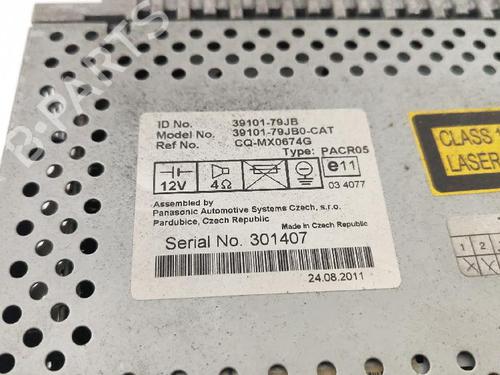 ID No. 39101-79JB
Model No. 39101-79JB0-CAT
Ref No. CQ-MX0674G
Type: PACR05
12V 4Ω e11
03 4077
Assembled by
Panasonic Automotive Systems Czech, s.r.o.
Pardubice, Czech Republic
Made in Czech Republic
Serial No. 301407
24.08.2011
CLASS
LASER
1 2
B-PARTS